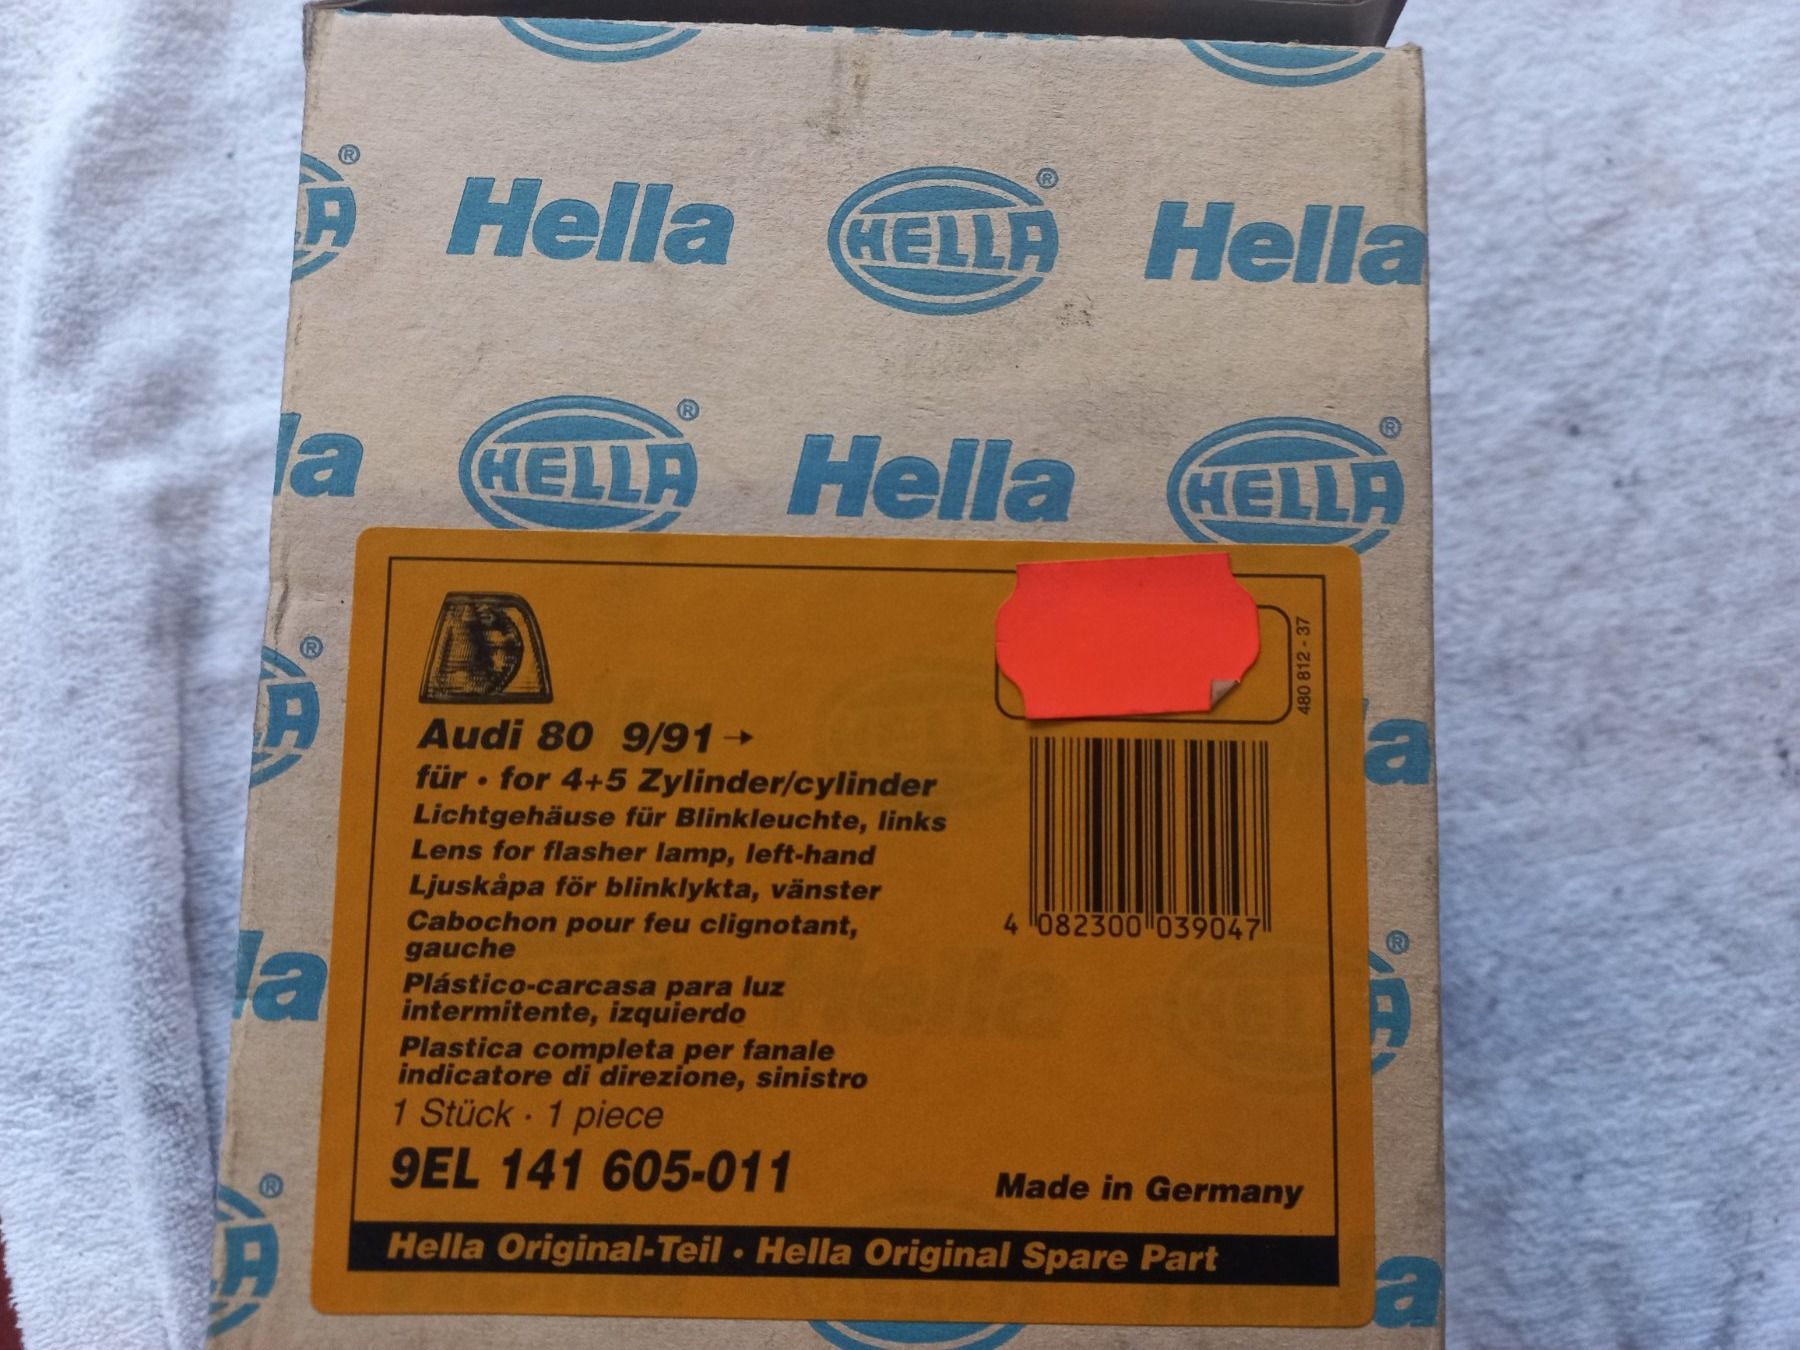 Hella HELLA® Hella
la HELLA® Hella HELLA®
480 812 - 37
Audi 80 9/91→
für · for 4+5 Zylinder/cylinder
Lichtgehäuse für Blinkleuchte, links
Lens for flasher lamp, left-hand
Ljuskåpa för blinklykta, vänster
Cabochon pour feu clignotant,
gauche
Plástico-carcasa para luz
intermitente, izquierdo
Plastica completa per fanale
indicatore di direzione, sinistro
1 Stück · 1 piece
9EL 141 605-011
4 082300 039047
Made in Germany
Hella Original-Teil · Hella Original Spare Part